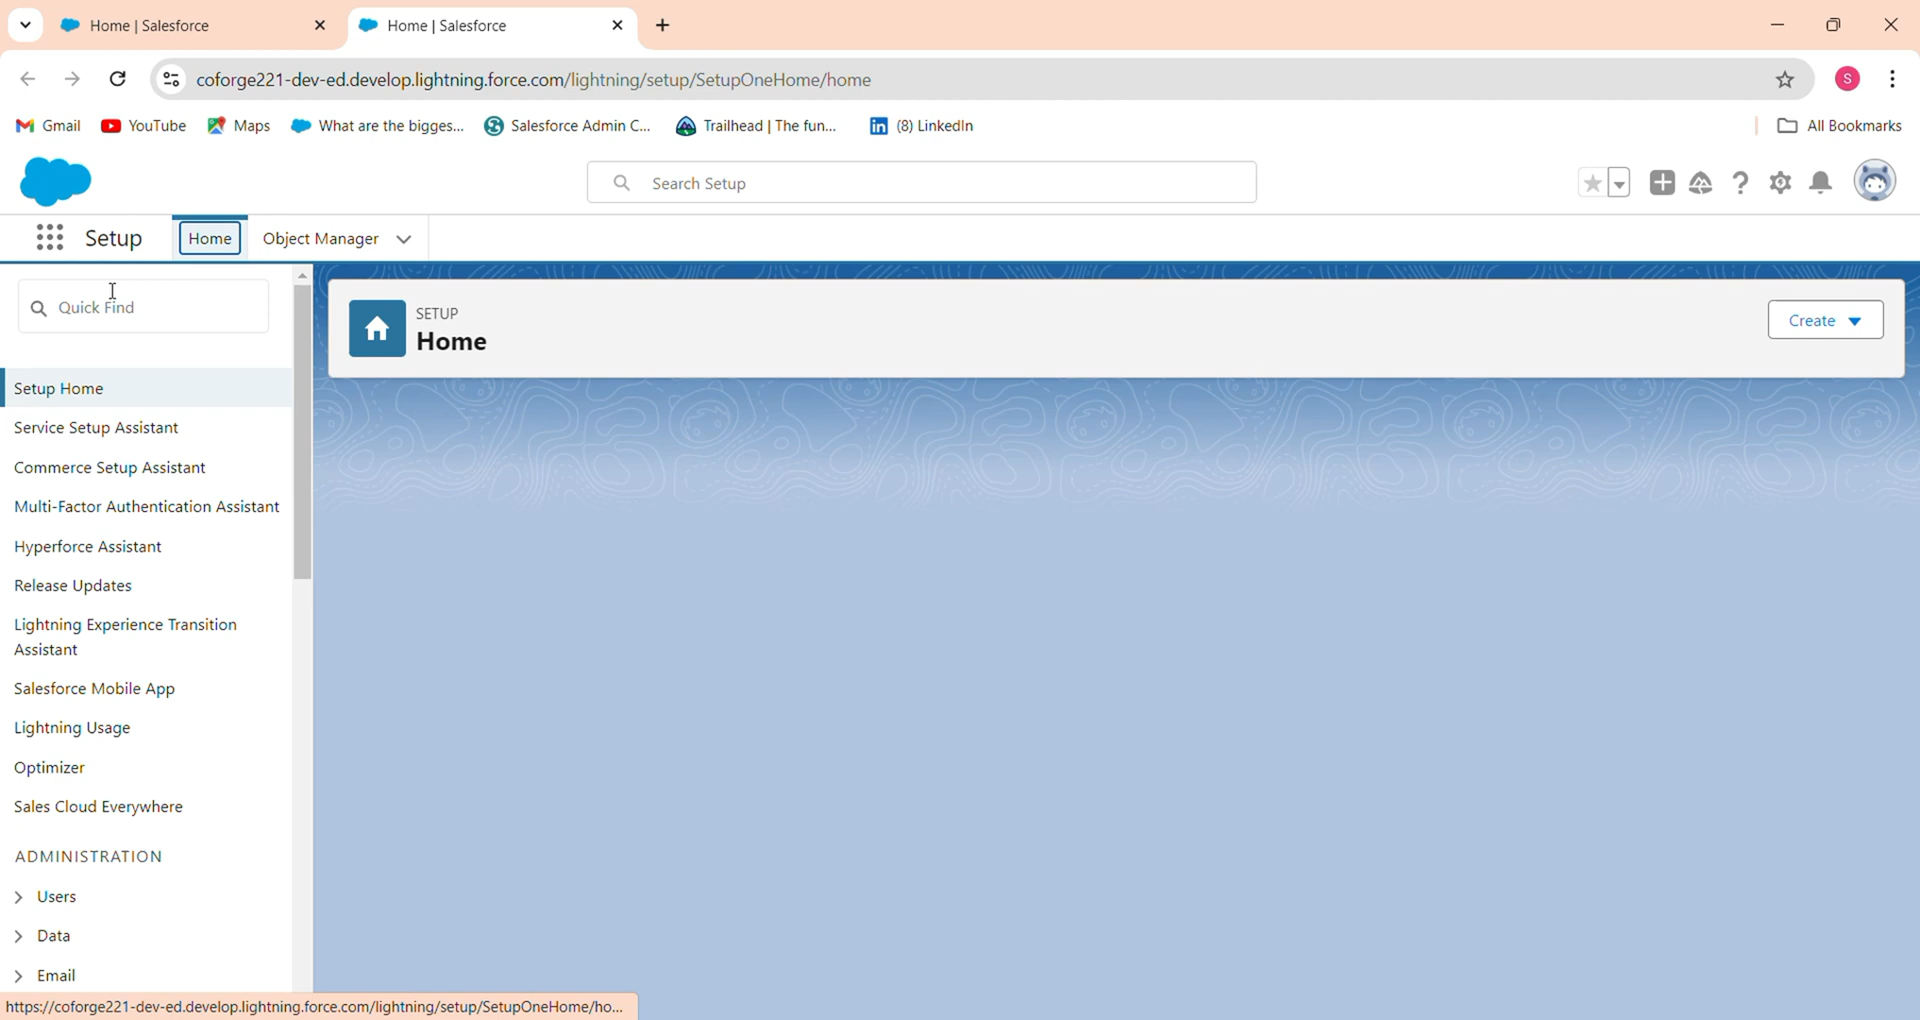 Home | Salesforce
Home | Salesforce
coforge221-dev-ed.develop.lightning.force.com/lightning/setup/SetupOneHome/home
S
Gmail
YouTube
Maps
What are the bigges...
Salesforce Admin C...
Trailhead | The fun...
(8) LinkedIn
All Bookmarks
Search Setup
Setup
Home
Object Manager
Quick Find
SETUP
Home
Create
Setup Home
Service Setup Assistant
Commerce Setup Assistant
Multi-Factor Authentication Assistant
Hyperforce Assistant
Release Updates
Lightning Experience Transition
Assistant
Salesforce Mobile App
Lightning Usage
Optimizer
Sales Cloud Everywhere
ADMINISTRATION
Users
Data
Email
https://coforge221-dev-ed.develop.lightning.force.com/lightning/setup/SetupOneHome/ho...